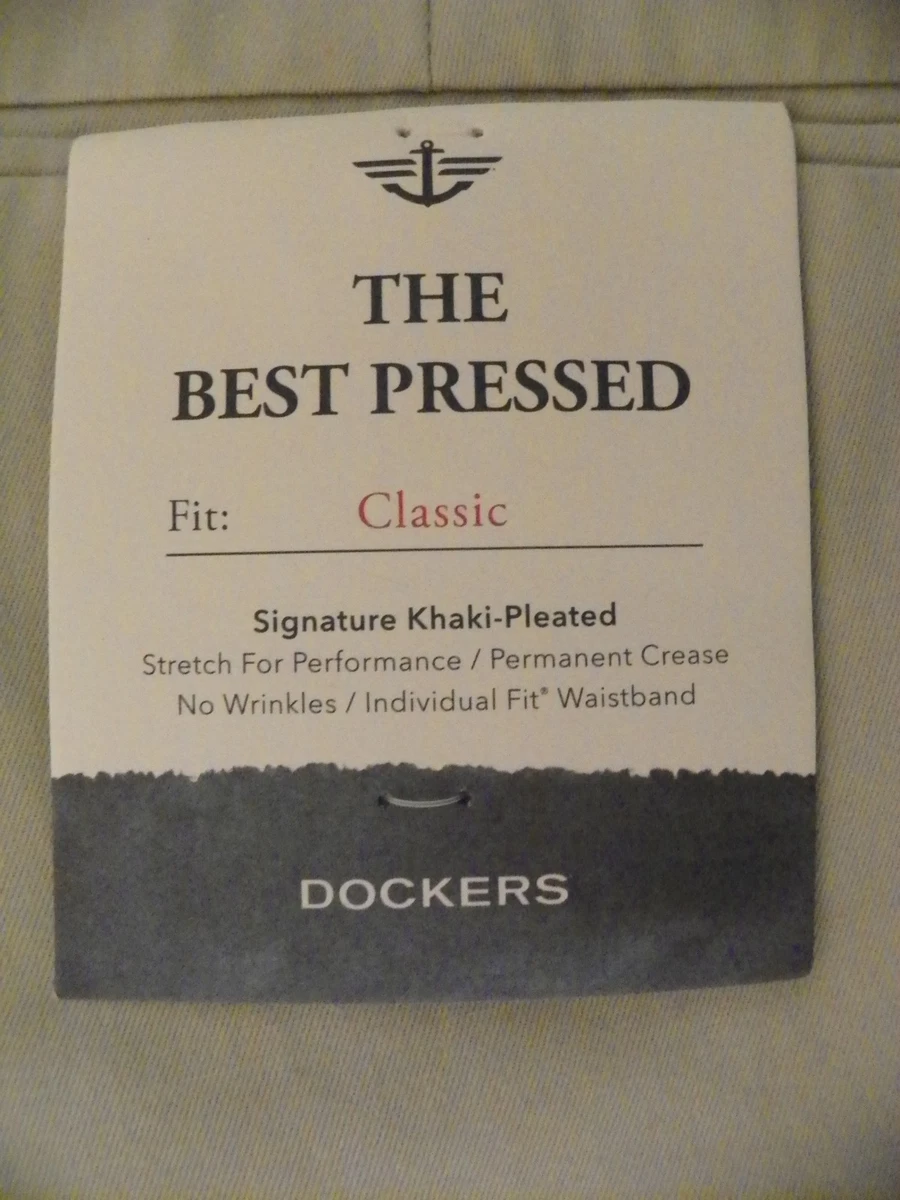 THE
BEST PRESSED
Fit: Classic
Signature Khaki-Pleated
Stretch For Performance / Permanent Crease
No Wrinkles / Individual Fit® Waistband
DOCKERS